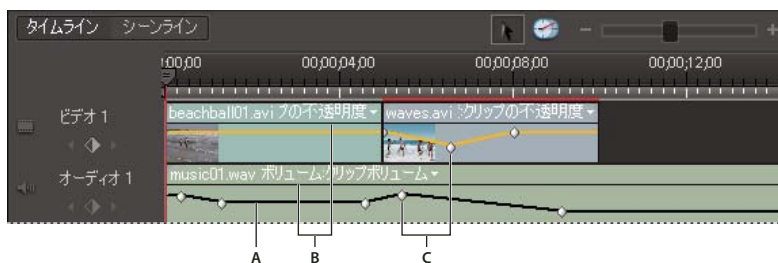 タイムライン シーンライン
;00;00 00;00;04;00 00;00;08;00 00;00;12;00
ビデオ 1
beachball01.avi プの不透明度 waves.avi :クリップの不透明度
オーディオ 1
music01.wav ボリューム:クリップボリューム
A B C